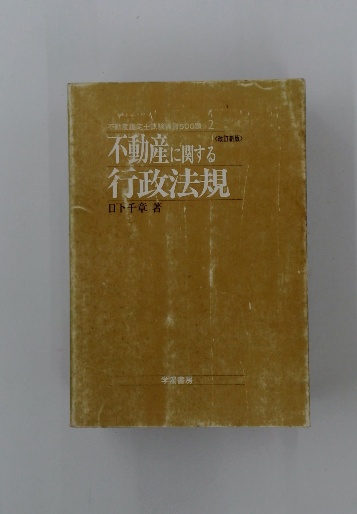 不動産鑑定士試験演習500題 2
不動産に関する
〈改訂新版〉
行政法規
日下千章 著
学園書房